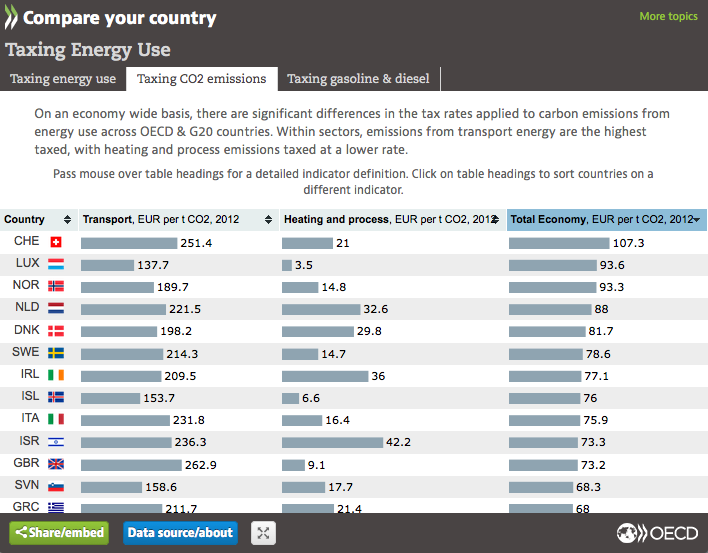 Compare your country
More topics
Taxing Energy Use
Taxing energy use Taxing CO2 emissions Taxing gasoline & diesel
On an economy wide basis, there are significant differences in the tax rates applied to carbon emissions from
energy use across OECD & G20 countries. Within sectors, emissions from transport energy are the highest
taxed, with heating and process emissions taxed at a lower rate.
Pass mouse over table headings for a detailed indicator definition. Click on table headings to sort countries on a
different indicator.
Country Transport, EUR per t CO2, 2012 Heating and process, EUR per t CO2, 2012 Total Economy, EUR per t CO2, 2012
CHE 251.4 21 107.3
LUX 137.7 3.5 93.6
NOR 189.7 14.8 93.3
NLD 221.5 32.6 88
DNK 198.2 29.8 81.7
SWE 214.3 14.7 78.6
IRL 209.5 36 77.1
ISL 153.7 6.6 76
ITA 231.8 16.4 75.9
ISR 236.3 42.2 73.3
GBR 262.9 9.1 73.2
SVN 158.6 17.7 68.3
GRC 211.7 21.4 68
Share/embed Data source/about OECD